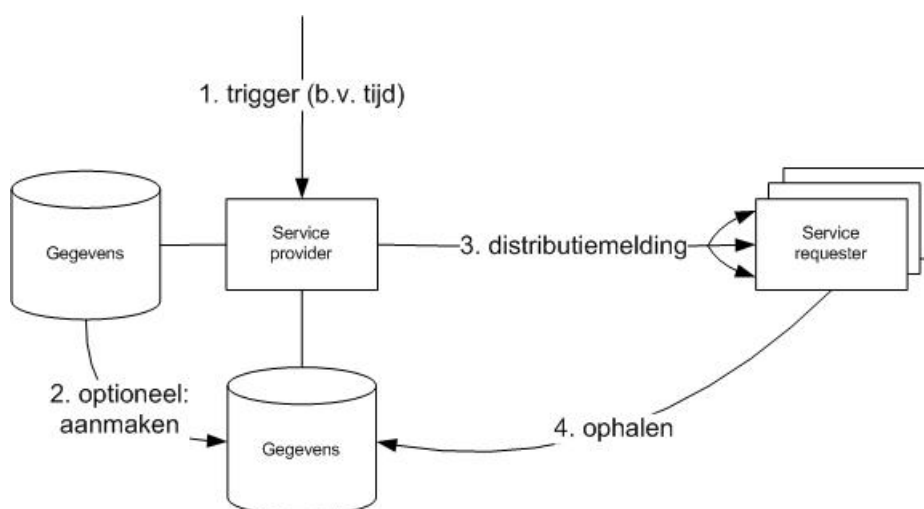 1. trigger (b.v. tijd)
Gegevens
Service
provider
3. distributiemelding
Service
requester
2. optioneel:
aanmaken
Gegevens
4. ophalen